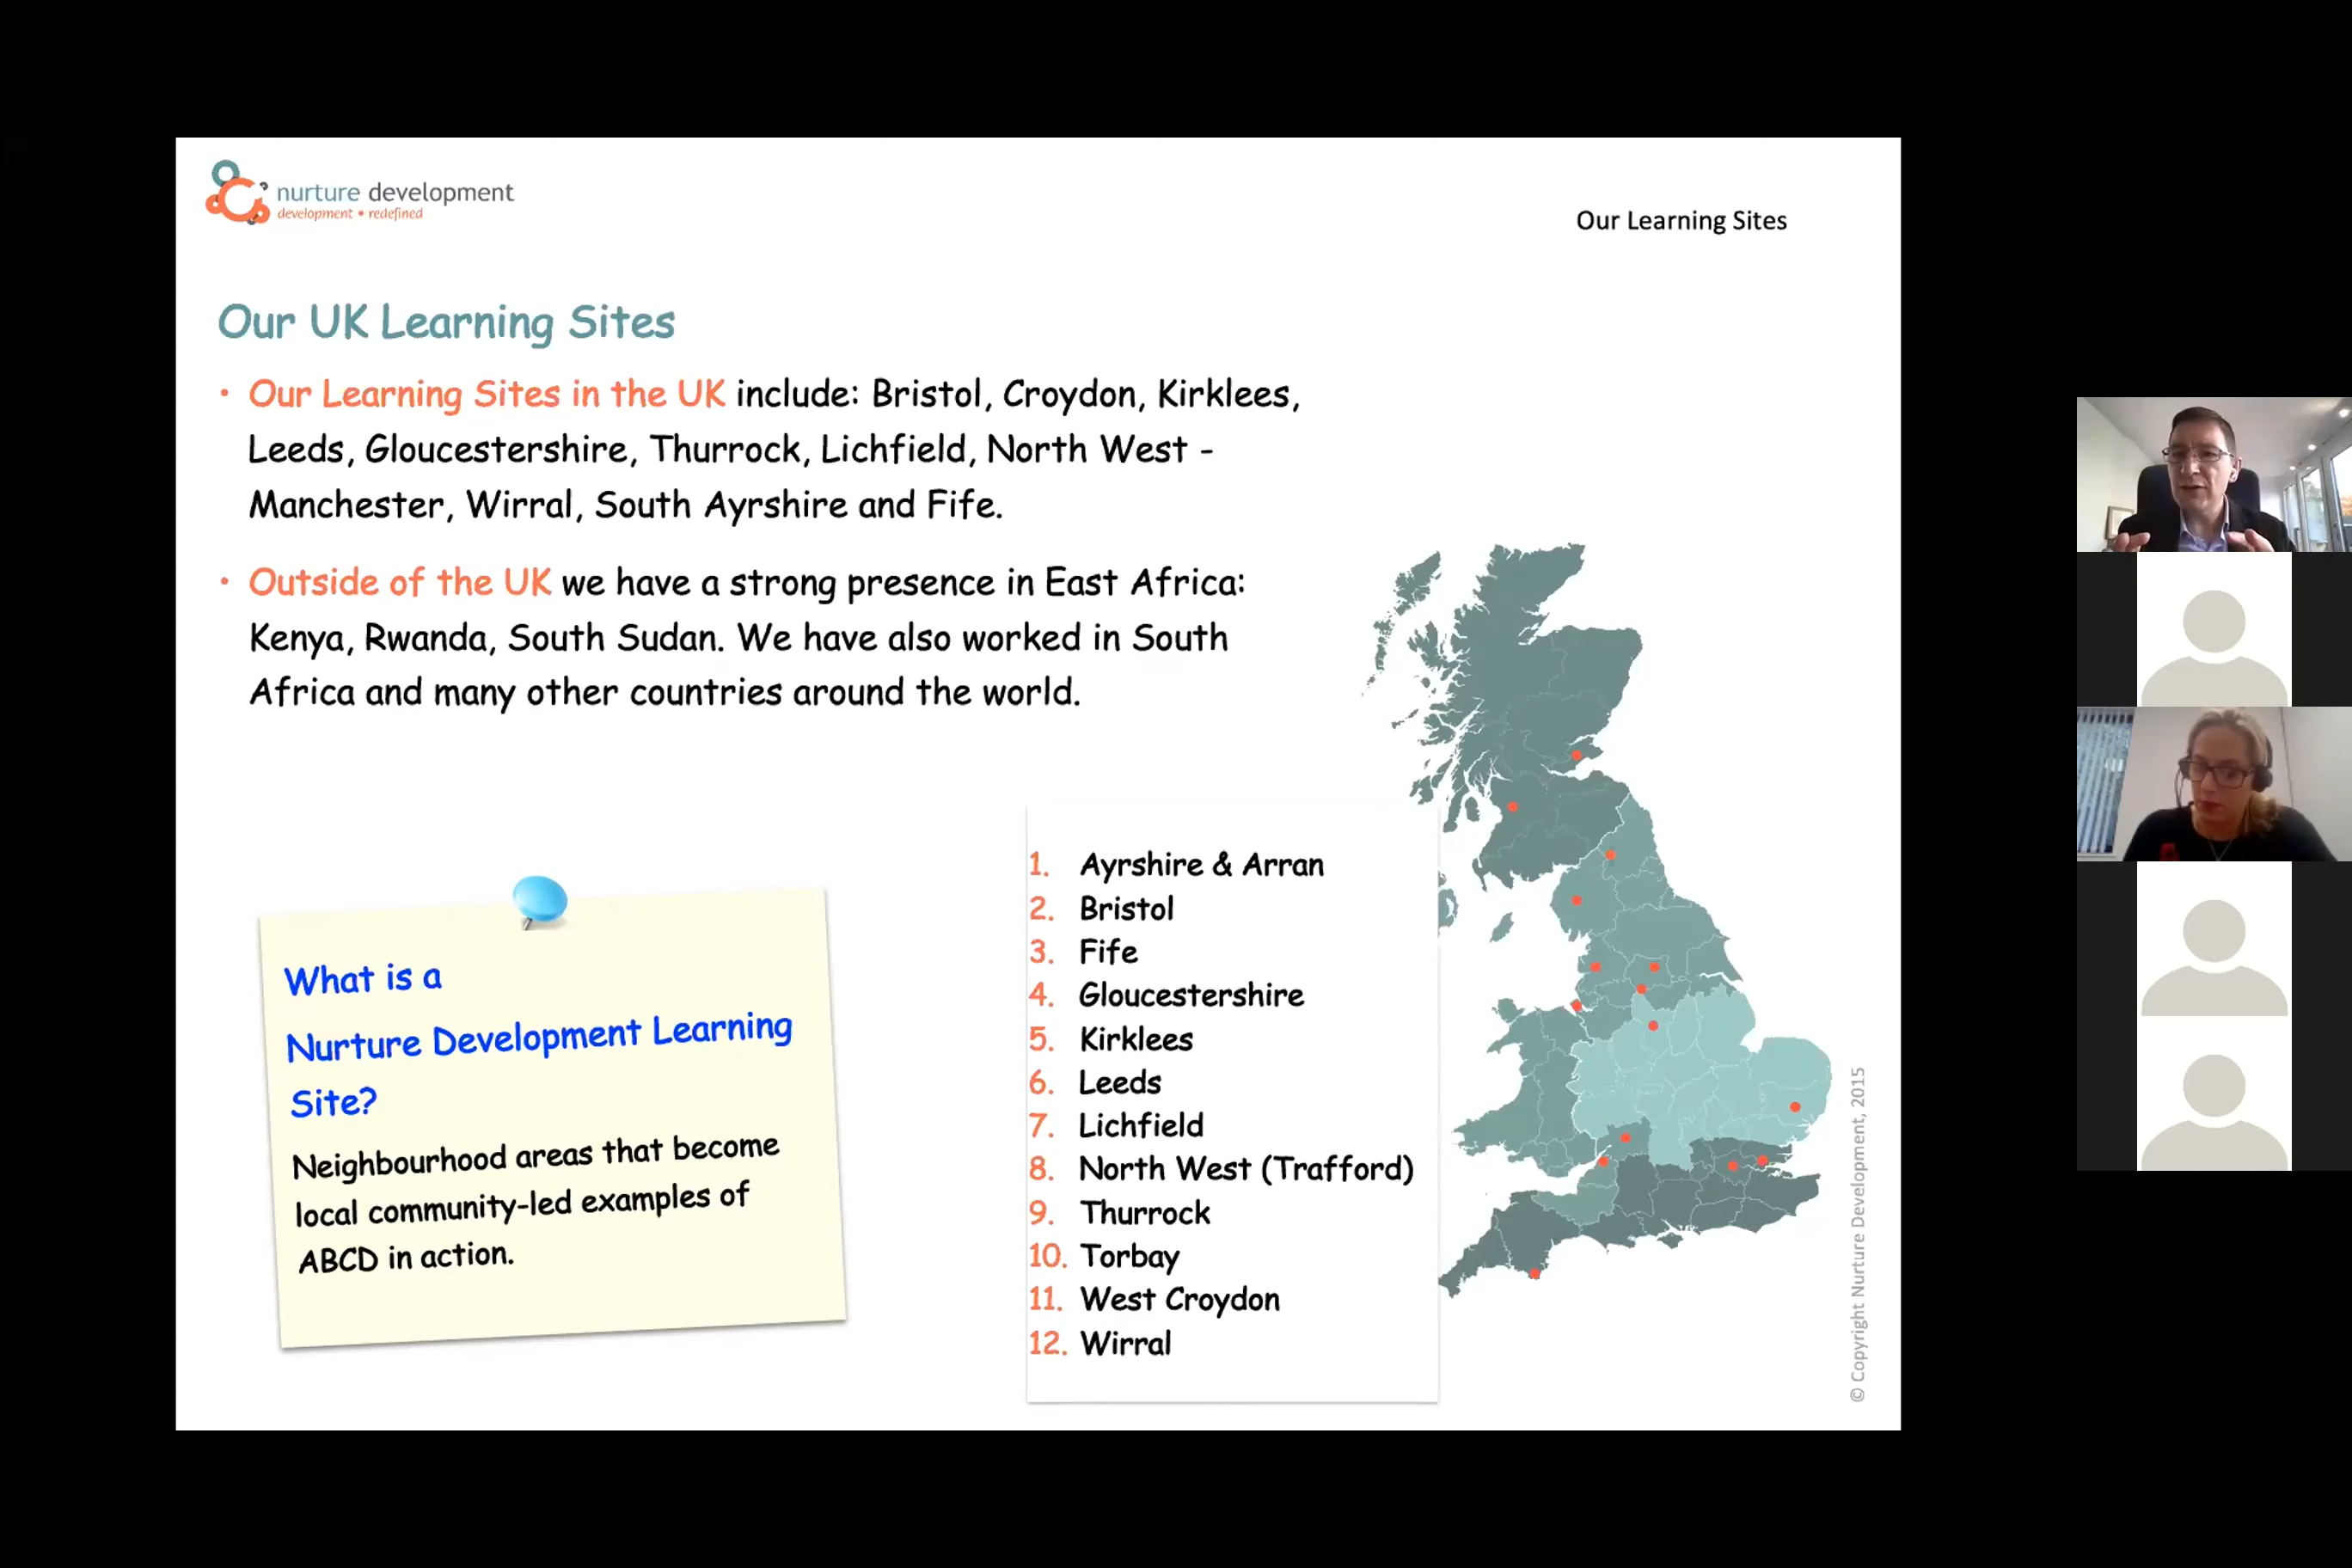 nurture development
development • redefined
Our Learning Sites
Our UK Learning Sites
• Our Learning Sites in the UK include: Bristol, Croydon, Kirklees,
Leeds, Gloucestershire, Thurrock, Lichfield, North West -
Manchester, Wirral, South Ayrshire and Fife.
• Outside of the UK we have a strong presence in East Africa:
Kenya, Rwanda, South Sudan. We have also worked in South
Africa and many other countries around the world.
What is a
Nurture Development Learning
Site?
Neighbourhood areas that become
local community-led examples of
ABCD in action.
1. Ayrshire & Arran
2. Bristol
3. Fife
4. Gloucestershire
5. Kirklees
6. Leeds
7. Lichfield
8. North West (Trafford)
9. Thurrock
10. Torbay
11. West Croydon
12. Wirral
© Copyright Nurture Development, 2015